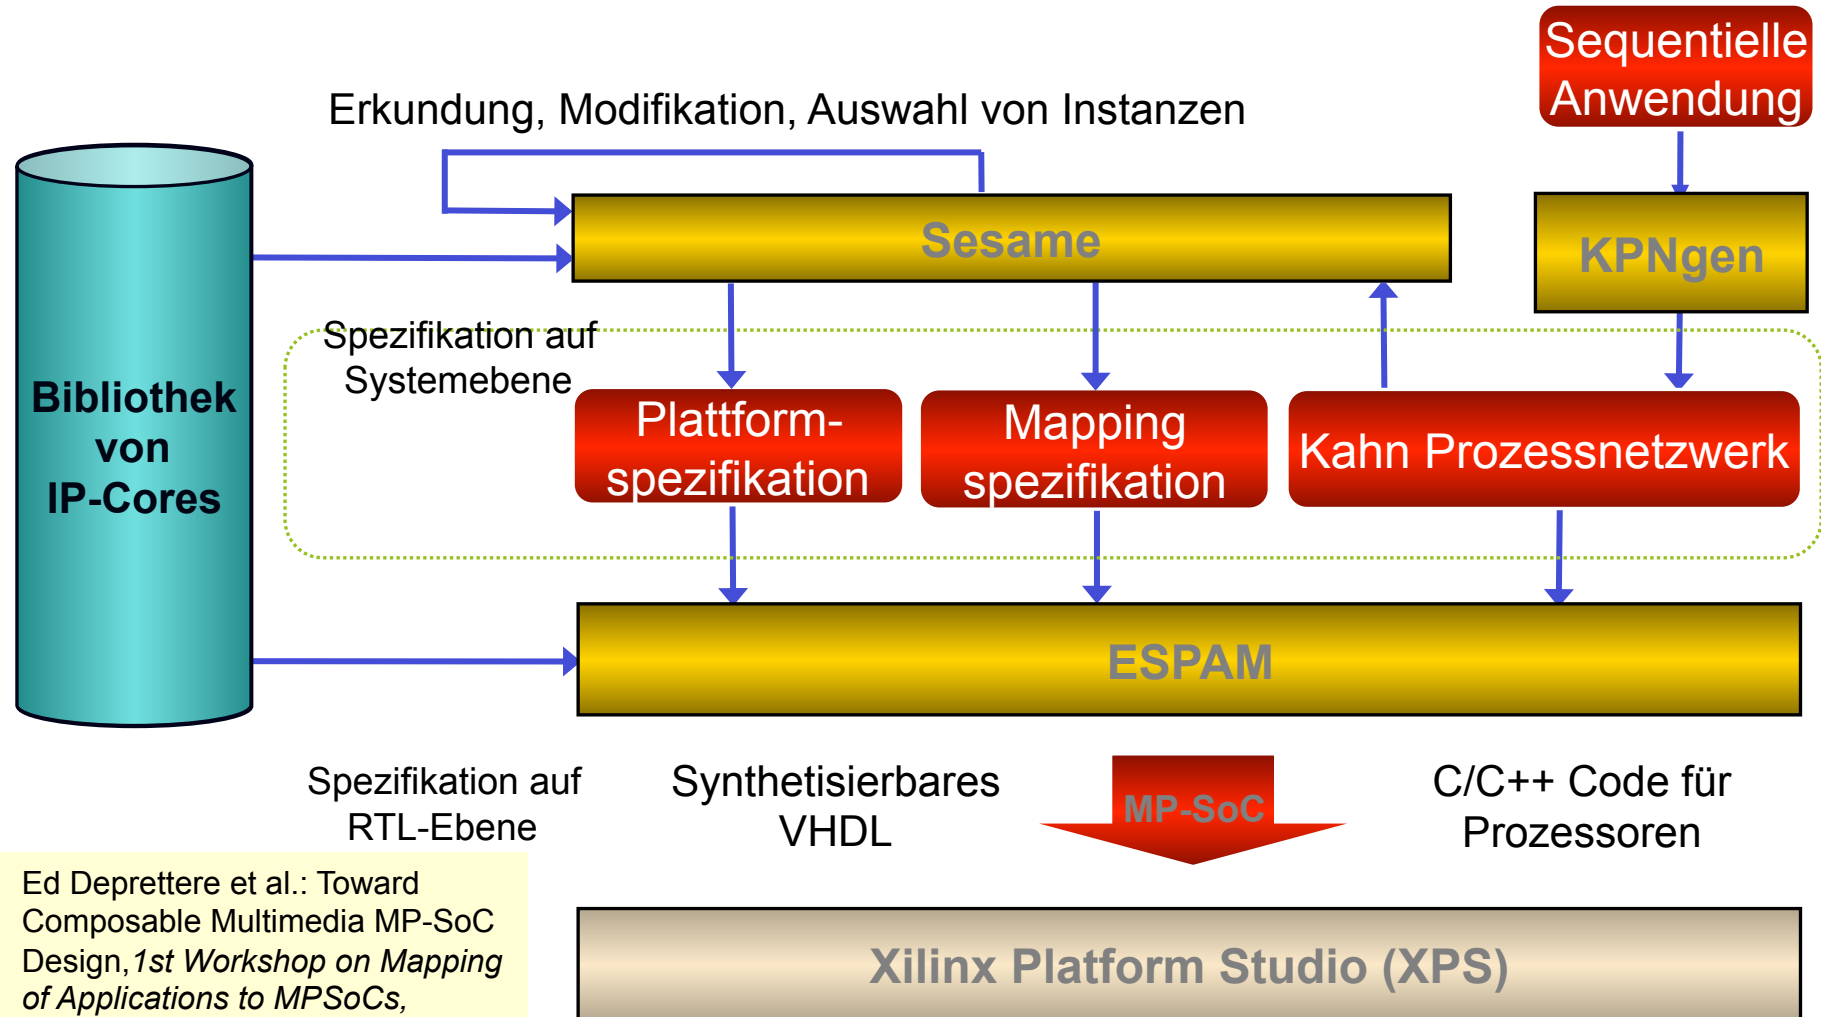 Sequentielle
Anwendung
Erkundung, Modifikation, Auswahl von Instanzen
Sesame
KPNgen
Spezifikation auf
Systemebene
Bibliothek
von
IP-Cores
Plattform-
spezifikation
Mapping
spezifikation
Kahn Prozessnetzwerk
ESPAM
Spezifikation auf
RTL-Ebene
Synthetisierbares
VHDL
MP-SoC
C/C++ Code für
Prozessoren
Ed Deprettere et al.: Toward
Composable Multimedia MP-SoC
Design,1st Workshop on Mapping
of Applications to MPSoCs,
Xilinx Platform Studio (XPS)